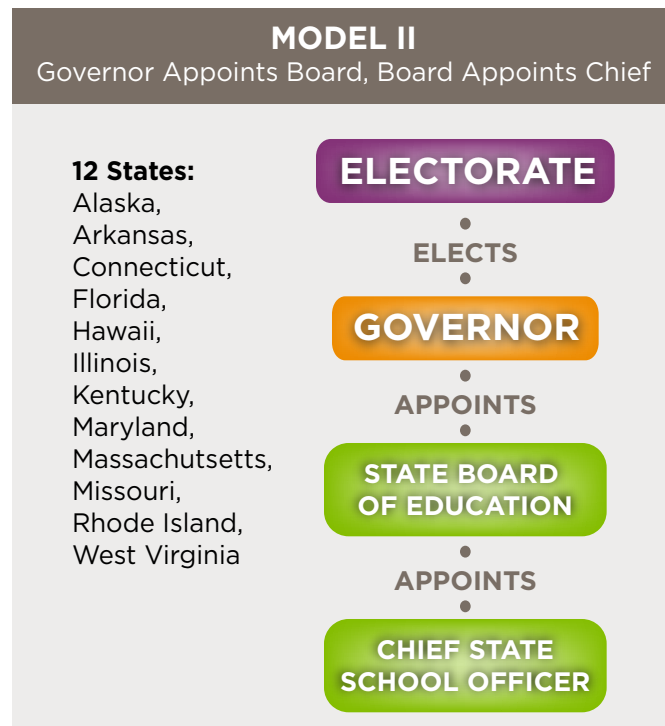 MODEL II
Governor Appoints Board, Board Appoints Chief
12 States:
Alaska,
Arkansas,
Connecticut,
Florida,
Hawaii,
Illinois,
Kentucky,
Maryland,
Massachutsetts,
Missouri,
Rhode Island,
West Virginia
ELECTORATE
ELECTS
GOVERNOR
APPOINTS
STATE BOARD
OF EDUCATION
APPOINTS
CHIEF STATE
SCHOOL OFFICER